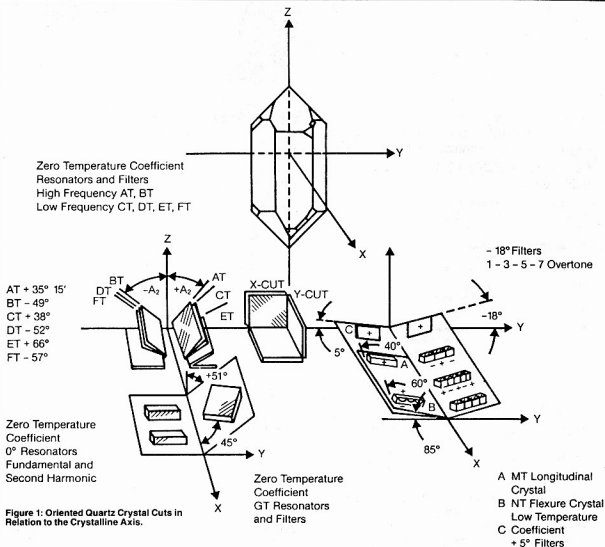 Z
Y
X
Zero Temperature Coefficient
Resonators and Filters
High Frequency AT, BT
Low Frequency CT, DT, ET, FT
Z
BT
DT
FT
–A₂
+A₂
AT
CT
ET
X-CUT
Y-CUT
AT + 35° 15'
BT – 49°
CT + 38°
DT – 52°
ET + 66°
FT – 57°
+51°
45°
Y
X
Zero Temperature
Coefficient
0° Resonators
Fundamental and
Second Harmonic
Zero Temperature
Coefficient
GT Resonators
and Filters
– 18° Filters
1 – 3 – 5 – 7 Overtone
–18°
Y
5°
C
40°
A
60°
B
– + –
+ – +
– + – +
85°
Y
X
A MT Longitudinal
Crystal
B NT Flexure Crystal
Low Temperature
C Coefficient
+ 5° Filters
Figure 1: Oriented Quartz Crystal Cuts in
Relation to the Crystalline Axis.